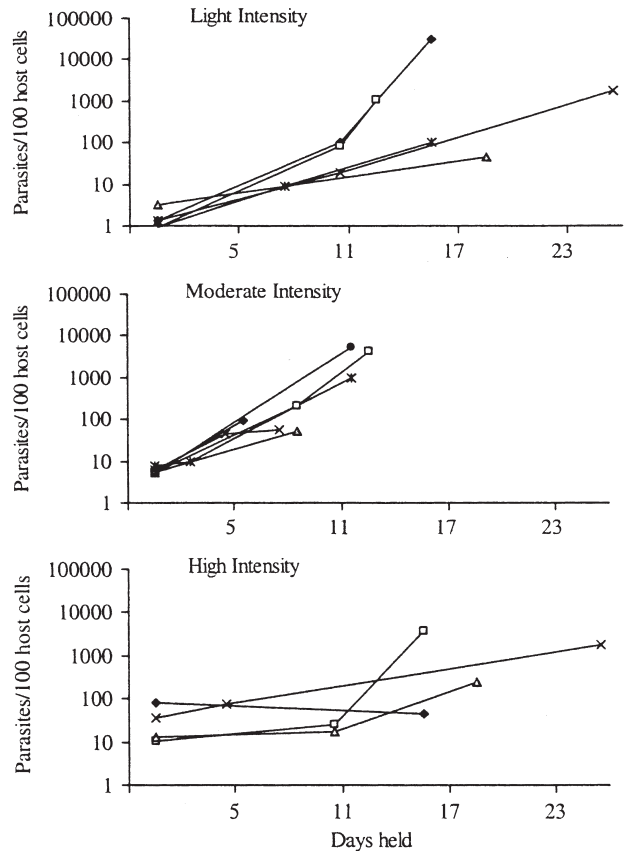 Light Intensity
Parasites/100 host cells
100000
10000
1000
100
10
1
5 11 17 23
Moderate Intensity
Parasites/100 host cells
100000
10000
1000
100
10
1
5 11 17 23
High Intensity
Parasites/100 host cells
100000
10000
1000
100
10
1
5 11 17 23
Days held